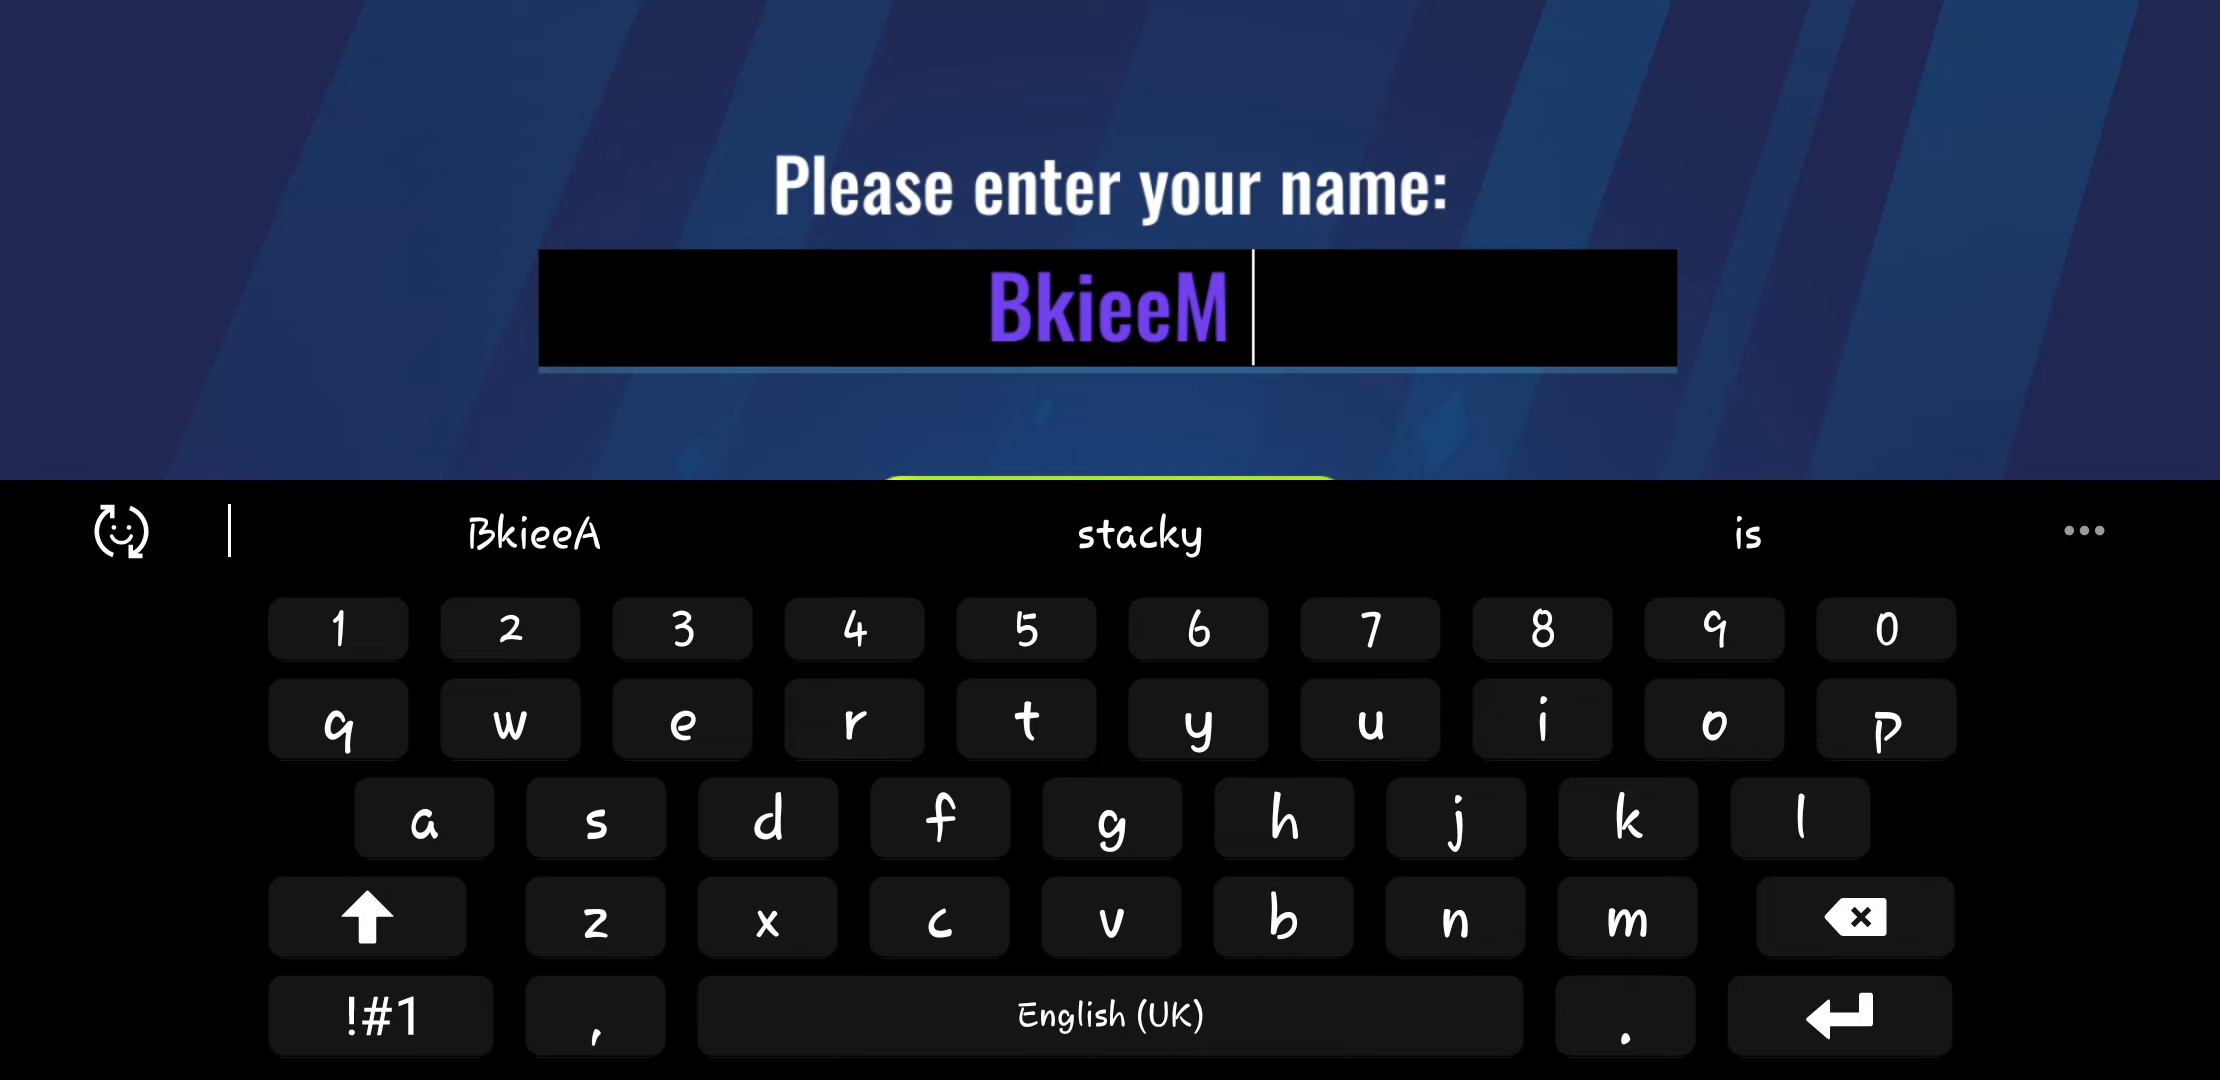 Please enter your name:
BkieeM
BkieeA stacky is
1 2 3 4 5 6 7 8 9 0
q w e r t y u i o p
a s d f g h j k l
z x c v b n m
!#1 , English (UK) .